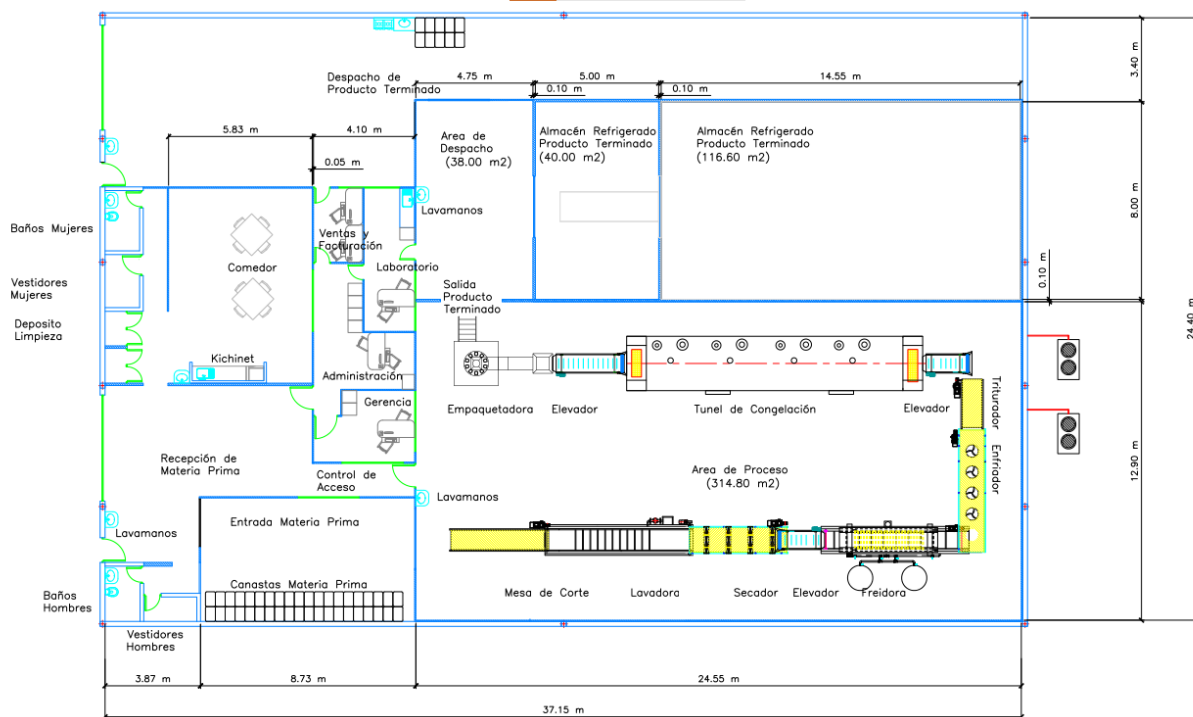 3.40 m
4.75 m
5.00 m
14.55 m
Despacho de
Producto Terminado
0.10 m
0.10 m
5.83 m
4.10 m
0.05 m
Area de
Despacho
(38.00 m2)
Almacén Refrigerado
Producto Terminado
(40.00 m2)
Almacén Refrigerado
Producto Terminado
(116.60 m2)
8.00 m
Lavamanos
Baños Mujeres
Ventas y
Facturación
Comedor
Laboratorio
0.10 m
Vestidores
Mujeres
Salida
Producto
Terminado
24.40 m
Deposito
Limpieza
Kichinet
Administración
Empaquetadora
Elevador
Tunel de Congelación
Elevador
Triturador
Gerencia
Enfriador
Recepción de
Materia Prima
Control de
Acceso
Area de Proceso
(314.80 m2)
12.90 m
Lavamanos
Entrada Materia Prima
Lavamanos
Canastas Materia Prima
Mesa de Corte
Lavadora
Secador
Elevador
Freidora
Baños
Hombres
Vestidores
Hombres
3.87 m
8.73 m
24.55 m
37.15 m